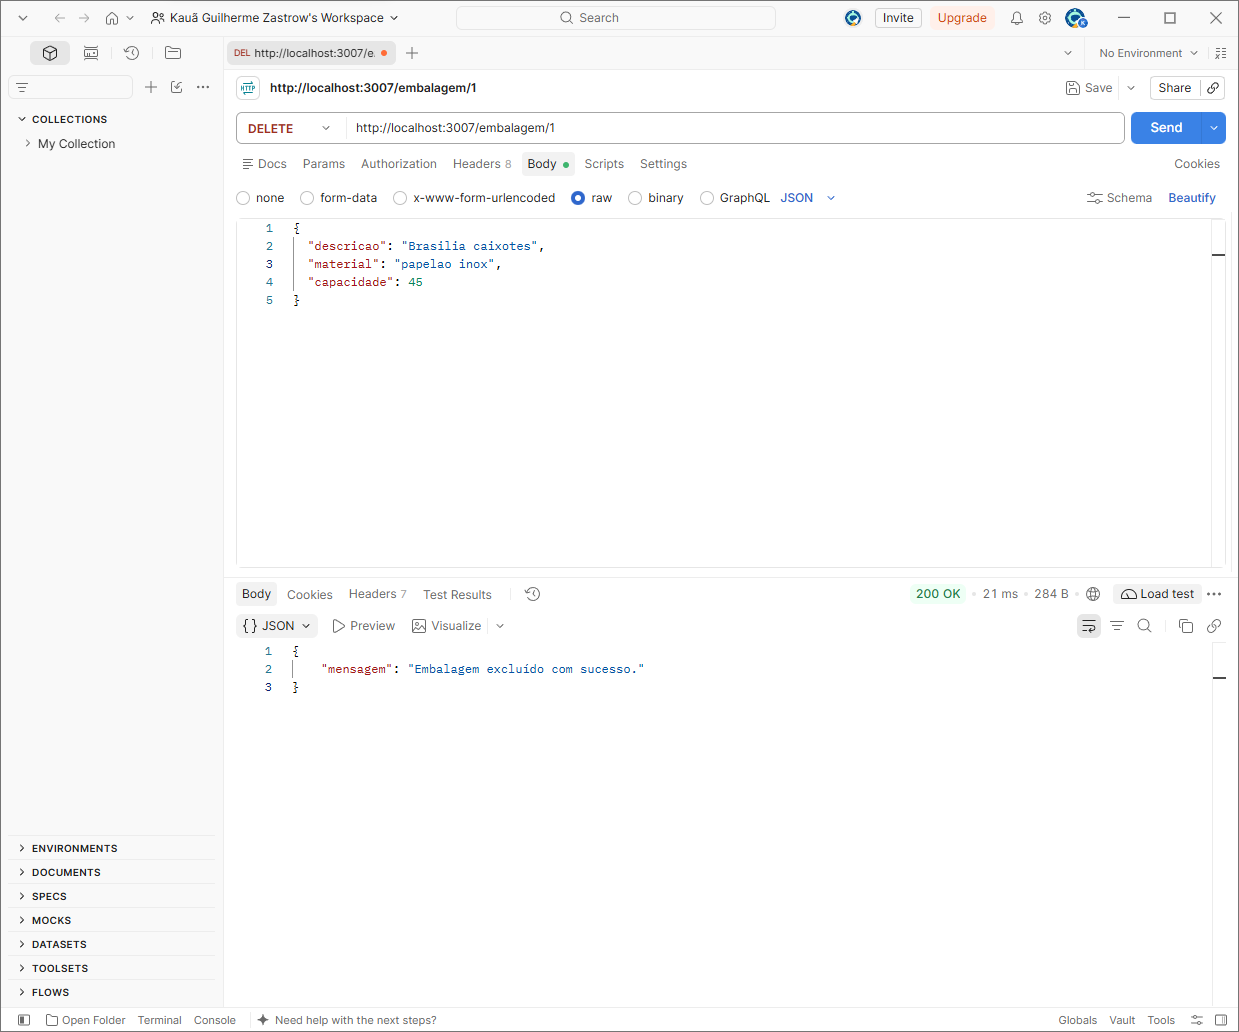 Kauã Guilherme Zastrow's Workspace
Search
Invite
Upgrade
DEL http://localhost:3007/e.
No Environment
http://localhost:3007/embalagem/1
Save
Share
COLLECTIONS
My Collection
DELETE
http://localhost:3007/embalagem/1
Send
Docs Params Authorization Headers 8 Body Scripts Settings Cookies
none form-data x-www-form-urlencoded raw binary GraphQL JSON Schema Beautify
1 {
2 "descricao": "Brasilia caixotes",
3 "material": "papelao inox",
4 "capacidade": 45
5 }
Body Cookies Headers 7 Test Results 200 OK • 21 ms • 284 B • Load test
{} JSON Preview Visualize
1 {
2 "mensagem": "Embalagem excluído com sucesso."
3 }
ENVIRONMENTS
DOCUMENTS
SPECS
MOCKS
DATASETS
TOOLSETS
FLOWS
Open Folder Terminal Console Need help with the next steps? Globals Vault Tools